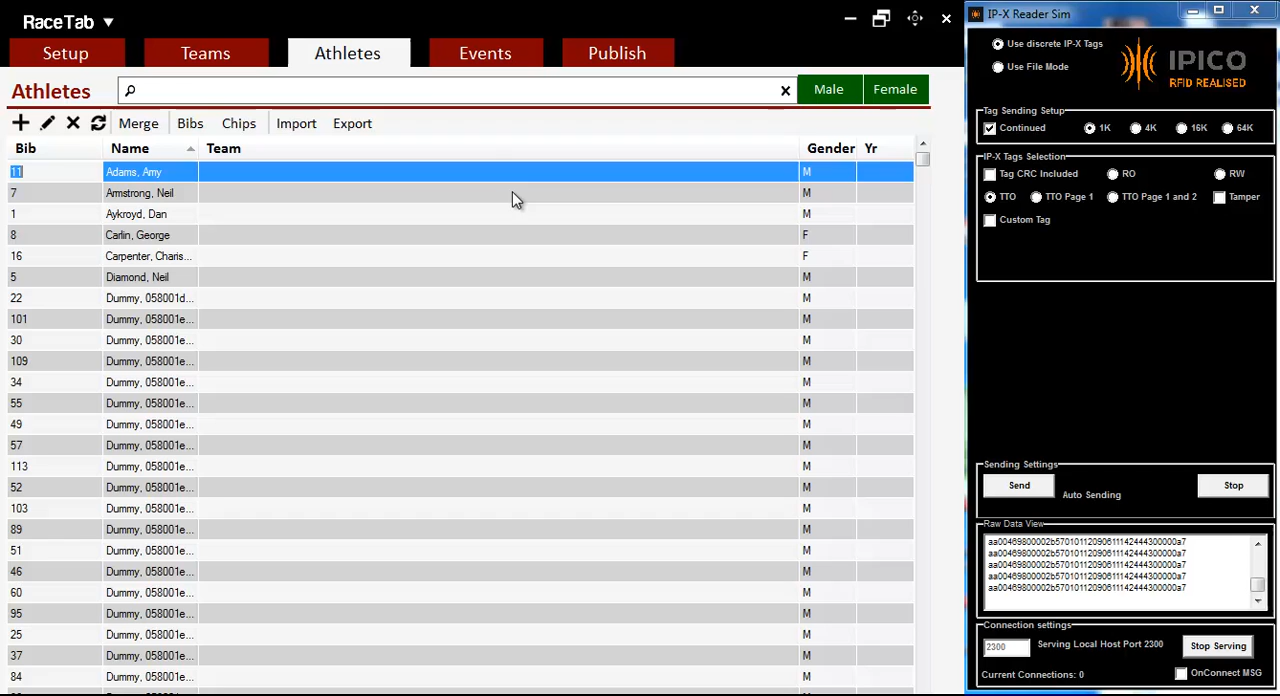 RaceTab ▼
Setup Teams Athletes Events Publish
Athletes Male Female
Merge Bibs Chips Import Export
Bib Name Team Gender Yr
11 Adams, Amy M
7 Armstrong, Neil M
1 Aykroyd, Dan M
8 Carlin, George F
16 Carpenter, Charis... F
5 Diamond, Neil M
22 Dummy, 058001d... M
101 Dummy, 058001e... M
30 Dummy, 058001e... M
109 Dummy, 058001e... M
34 Dummy, 058001e... M
55 Dummy, 058001e... M
49 Dummy, 058001e... M
57 Dummy, 058001e... M
113 Dummy, 058001e... M
52 Dummy, 058001e... M
103 Dummy, 058001e... M
89 Dummy, 058001e... M
51 Dummy, 058001e... M
46 Dummy, 058001e... M
60 Dummy, 058001e... M
95 Dummy, 058001e... M
25 Dummy, 058001e... M
37 Dummy, 058001e... M
84 Dummy, 058001e... M
IP-X Reader Sim
Use discrete IP-X Tags
Use File Mode
IPICO
RFID REALISED
Tag Sending Setup
Continued 1K 4K 16K 64K
IP-X Tags Selection
Tag CRC Included RO RW
TTO TTO Page 1 TTO Page 1 and 2 Tamper
Custom Tag
Sending Settings
Send Auto Sending Stop
Raw Data View
aa00469800002b57010112090611142444300000a7
aa00469800002b57010112090611142444300000a7
aa00469800002b57010112090611142444300000a7
aa00469800002b57010112090611142444300000a7
aa00469800002b57010112090611142444300000a7
Connection settings
2300 Serving Local Host Port 2300 Stop Serving
Current Connections: 0 OnConnect MSG